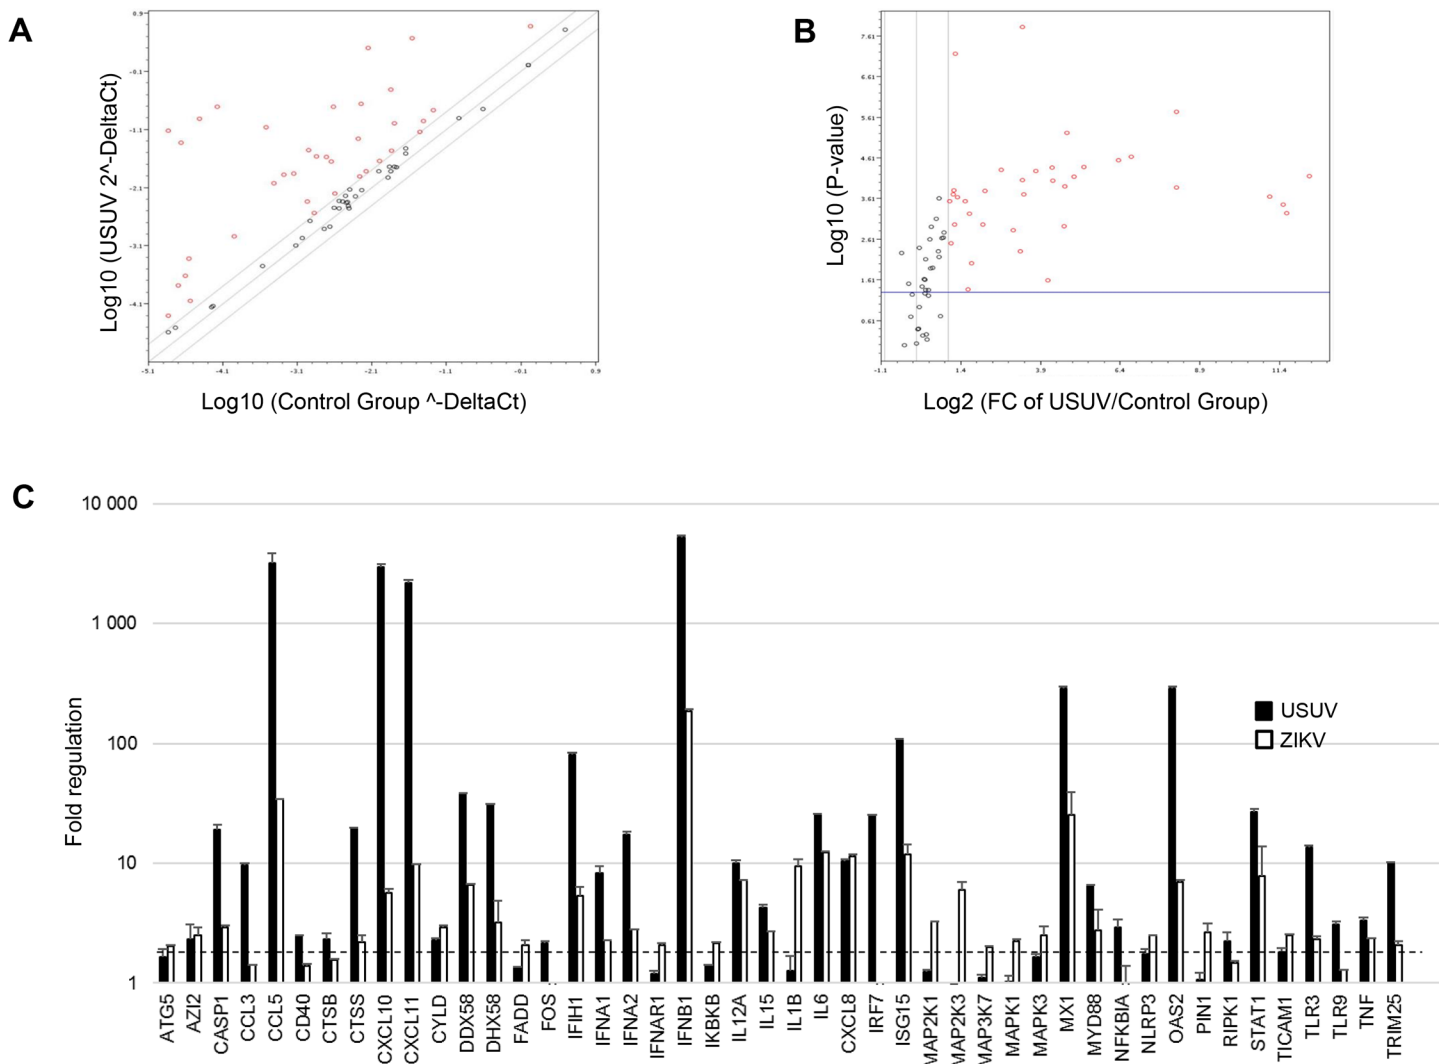 A
0.9
-0.1
-1.1
-2.1
-3.1
-4.1
-5.1 -4.1 -3.1 -2.1 -1.1 -0.1 0.9
Log10 (USUV 2^-DeltaCt)
Log10 (Control Group ^-DeltaCt)
B
7.61
6.61
5.61
4.61
3.61
2.61
1.61
0.61
-1.1 1.4 3.9 6.4 8.9 11.4
Log10 (P-value)
Log2 (FC of USUV/Control Group)
C
10 000
1 000
100
10
1
Fold regulation
USUV
ZIKV
ATG5
AZI2
CASP1
CCL3
CCL5
CD40
CTSB
CTSS
CXCL10
CXCL11
CYLD
DDX58
DHX58
FADD
FOS
IFIH1
IFNA1
IFNA2
IFNAR1
IFNB1
IKBKB
IL12A
IL15
IL1B
IL6
CXCL8
IRF7
ISG15
MAP2K1
MAP2K3
MAP3K7
MAPK1
MAPK3
MX1
MYD88
NFKBIA
NLRP3
OAS2
PIN1
RIPK1
STAT1
TICAM1
TLR3
TLR9
TNF
TRIM25